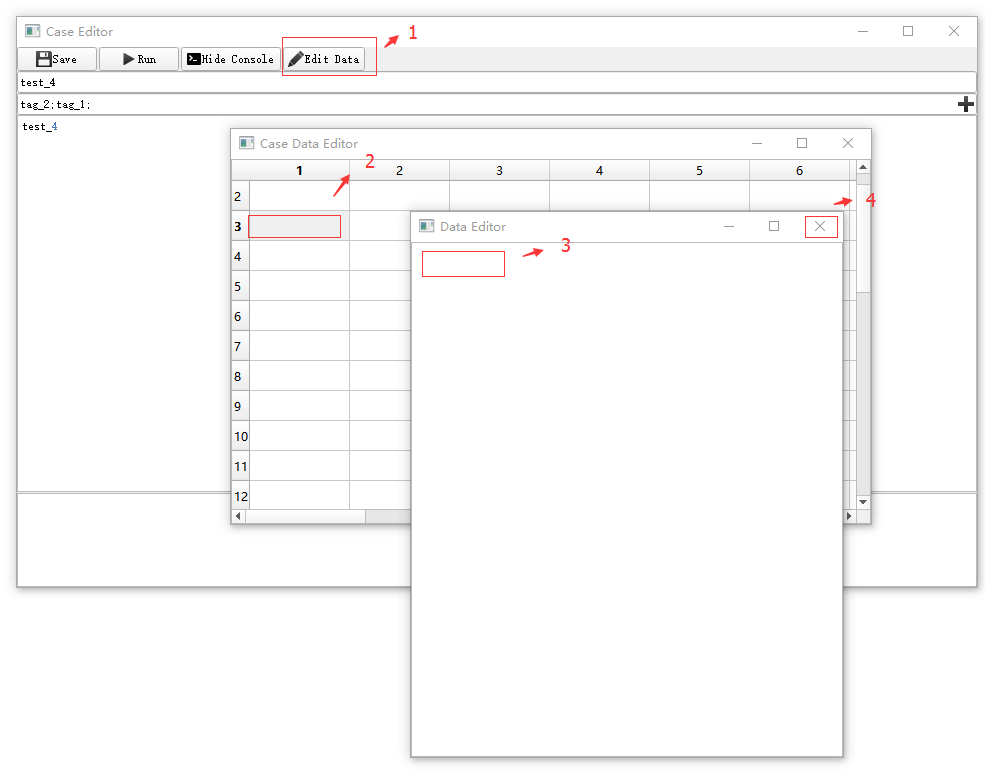 Case Editor
1
Save Run Hide Console Edit Data
test_4
tag_2;tag_1;
test_4
Case Data Editor
2
1 2 3 4 5 6
2
4
3
Data Editor
3
4
5
6
7
8
9
10
11
12